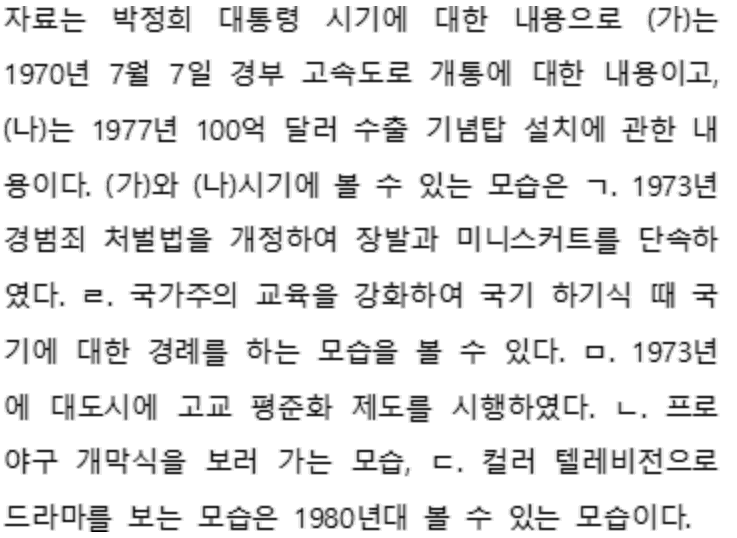 자료는 박정희 대통령 시기에 대한 내용으로 (가)는
1970년 7월 7일 경부 고속도로 개통에 대한 내용이고,
(나)는 1977년 100억 달러 수출 기념탑 설치에 관한 내
용이다. (가)와 (나)시기에 볼 수 있는 모습은 ㄱ. 1973년
경범죄 처벌법을 개정하여 장발과 미니스커트를 단속하
였다. ㄹ. 국가주의 교육을 강화하여 국기 하기식 때 국
기에 대한 경례를 하는 모습을 볼 수 있다. ㅁ. 1973년
에 대도시에 고교 평준화 제도를 시행하였다. ㄴ. 프로
야구 개막식을 보러 가는 모습, ㄷ. 컬러 텔레비전으로
드라마를 보는 모습은 1980년대 볼 수 있는 모습이다.